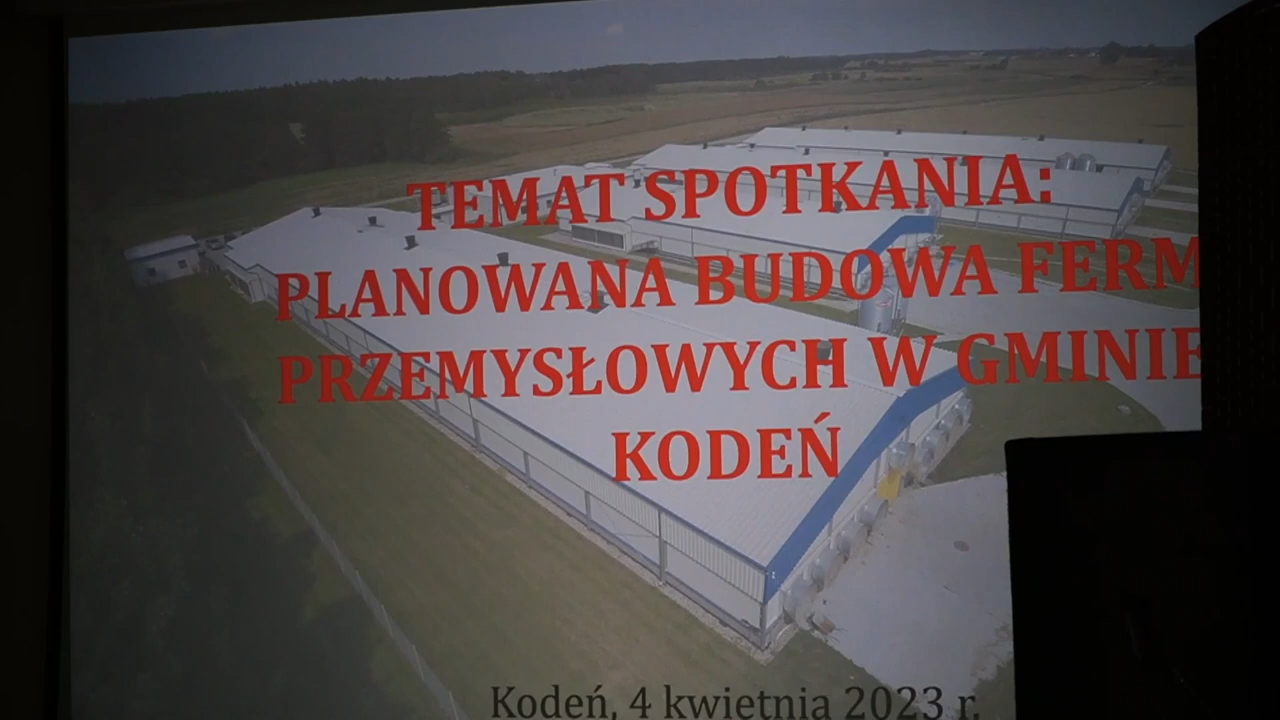 TEMAT SPOTKANIA:
PLANOWANA BUDOWA FERM
PRZEMYSŁOWYCH W GMINIE
KODEŃ
Kodeń, 4 kwietnia 2023 r.